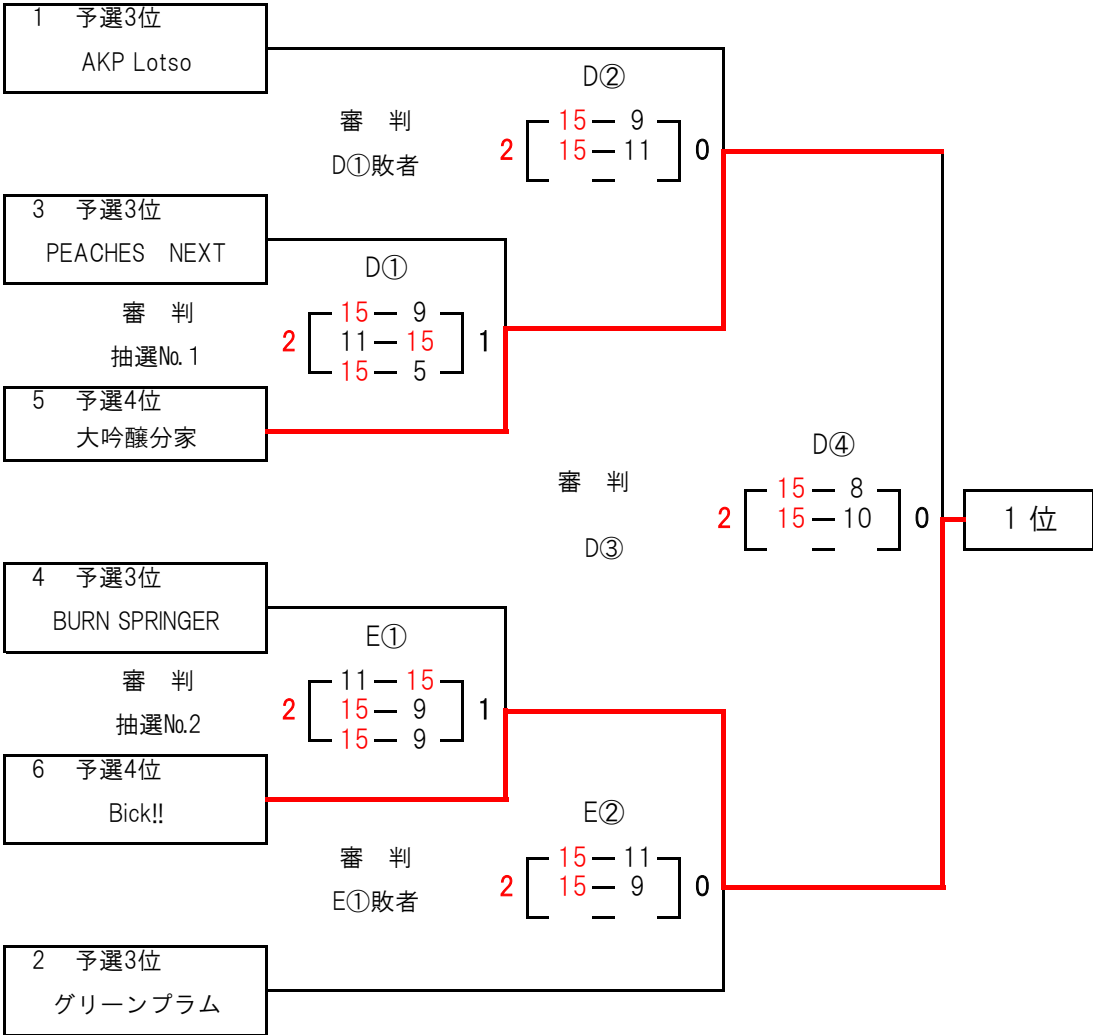 1 予選3位
AKP Lotso
D②
審 判
D①敗者
2 15 — 9 0
15 — 11
—
3 予選3位
PEACHES NEXT
D①
審 判
抽選No.1
2 15 — 9 1
11 — 15
15 — 5
5 予選4位
大吟醸分家
D④
審 判
D③
2 15 — 8 0
15 — 10
—
1 位
4 予選3位
BURN SPRINGER
E①
審 判
抽選No.2
2 11 — 15 1
15 — 9
15 — 9
6 予選4位
Bick!!
E②
審 判
E①敗者
2 15 — 11 0
15 — 9
—
2 予選3位
グリーンプラム